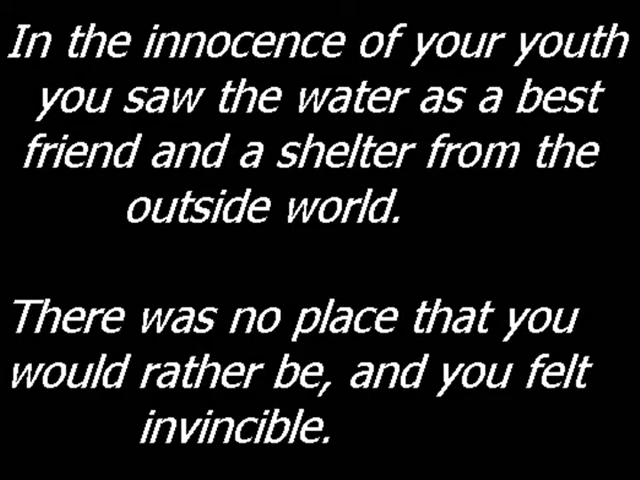 In the innocence of your youth
you saw the water as a best
friend and a shelter from the
outside world.
There was no place that you
would rather be, and you felt
invincible.